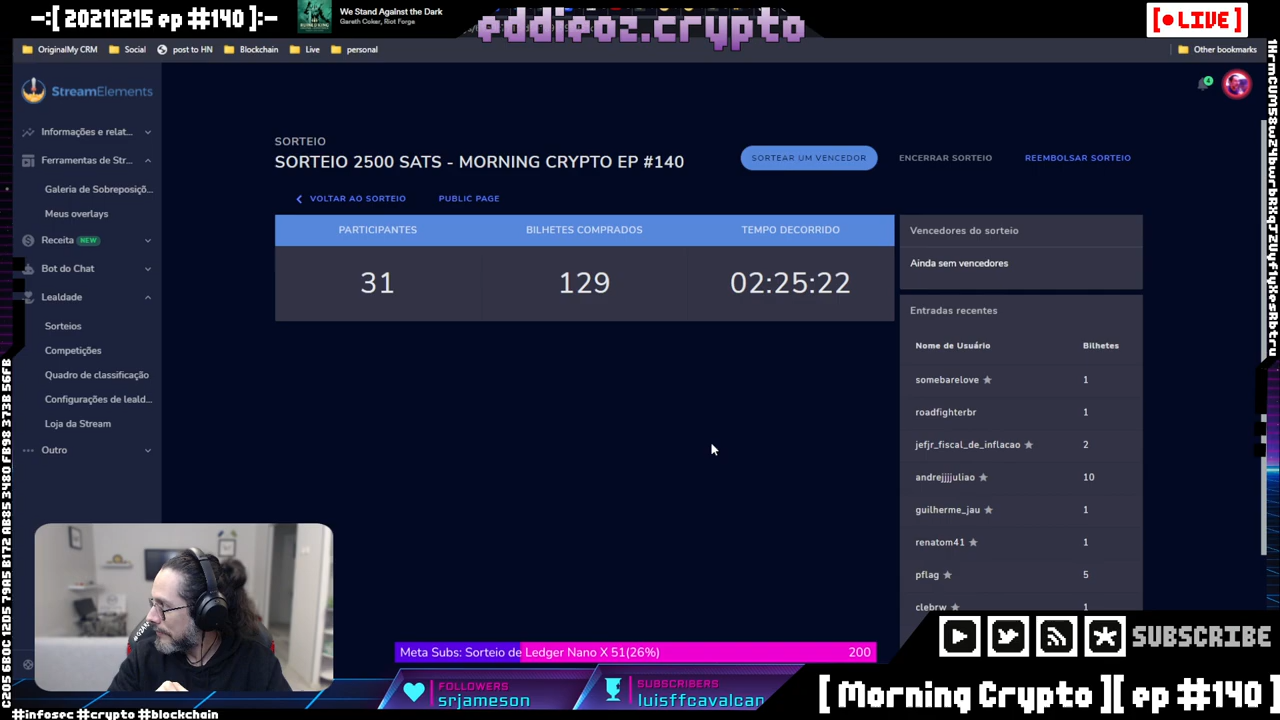 -:[ 20211215 ep #140 ]:-
We Stand Against the Dark
Gareth Coker, Riot Forge
eddieoz.crypto
[●LIVE]
OriginalMy CRM
Social
post to HN
Blockchain
Live
personal
Other bookmarks
StreamElements
4
Informações e relat...
Ferramentas de Str...
Galeria de Sobreposiçõ...
Meus overlays
Receita NEW
Bot do Chat
Lealdade
Sorteios
Competições
Quadro de classificação
Configurações de leald...
Loja da Stream
Outro
SORTEIO
SORTEIO 2500 SATS - MORNING CRYPTO EP #140
SORTEAR UM VENCEDOR
ENCERRAR SORTEIO
REEMBOLSAR SORTEIO
VOLTAR AO SORTEIO
PUBLIC PAGE
PARTICIPANTES
BILHETES COMPRADOS
TEMPO DECORRIDO
31
129
02:25:22
Vencedores do sorteio
Ainda sem vencedores
Entradas recentes
Nome de Usuário Bilhetes
somebarelove 1
roadfighterbr 1
jefjr_fiscal_de_inflacao 2
andrejjjjuliao 10
guilherme_jau 1
renatom41 1
pflag 5
clebrw 1
Meta Subs: Sorteio de Ledger Nano X 51(26%)
200
FOLLOWERS
srjameson
SUBSCRIBERS
luisffcavalcan
SUBSCRIBE
[ Morning Crypto ][ ep #140 ]
#infosec #crypto #blockchain